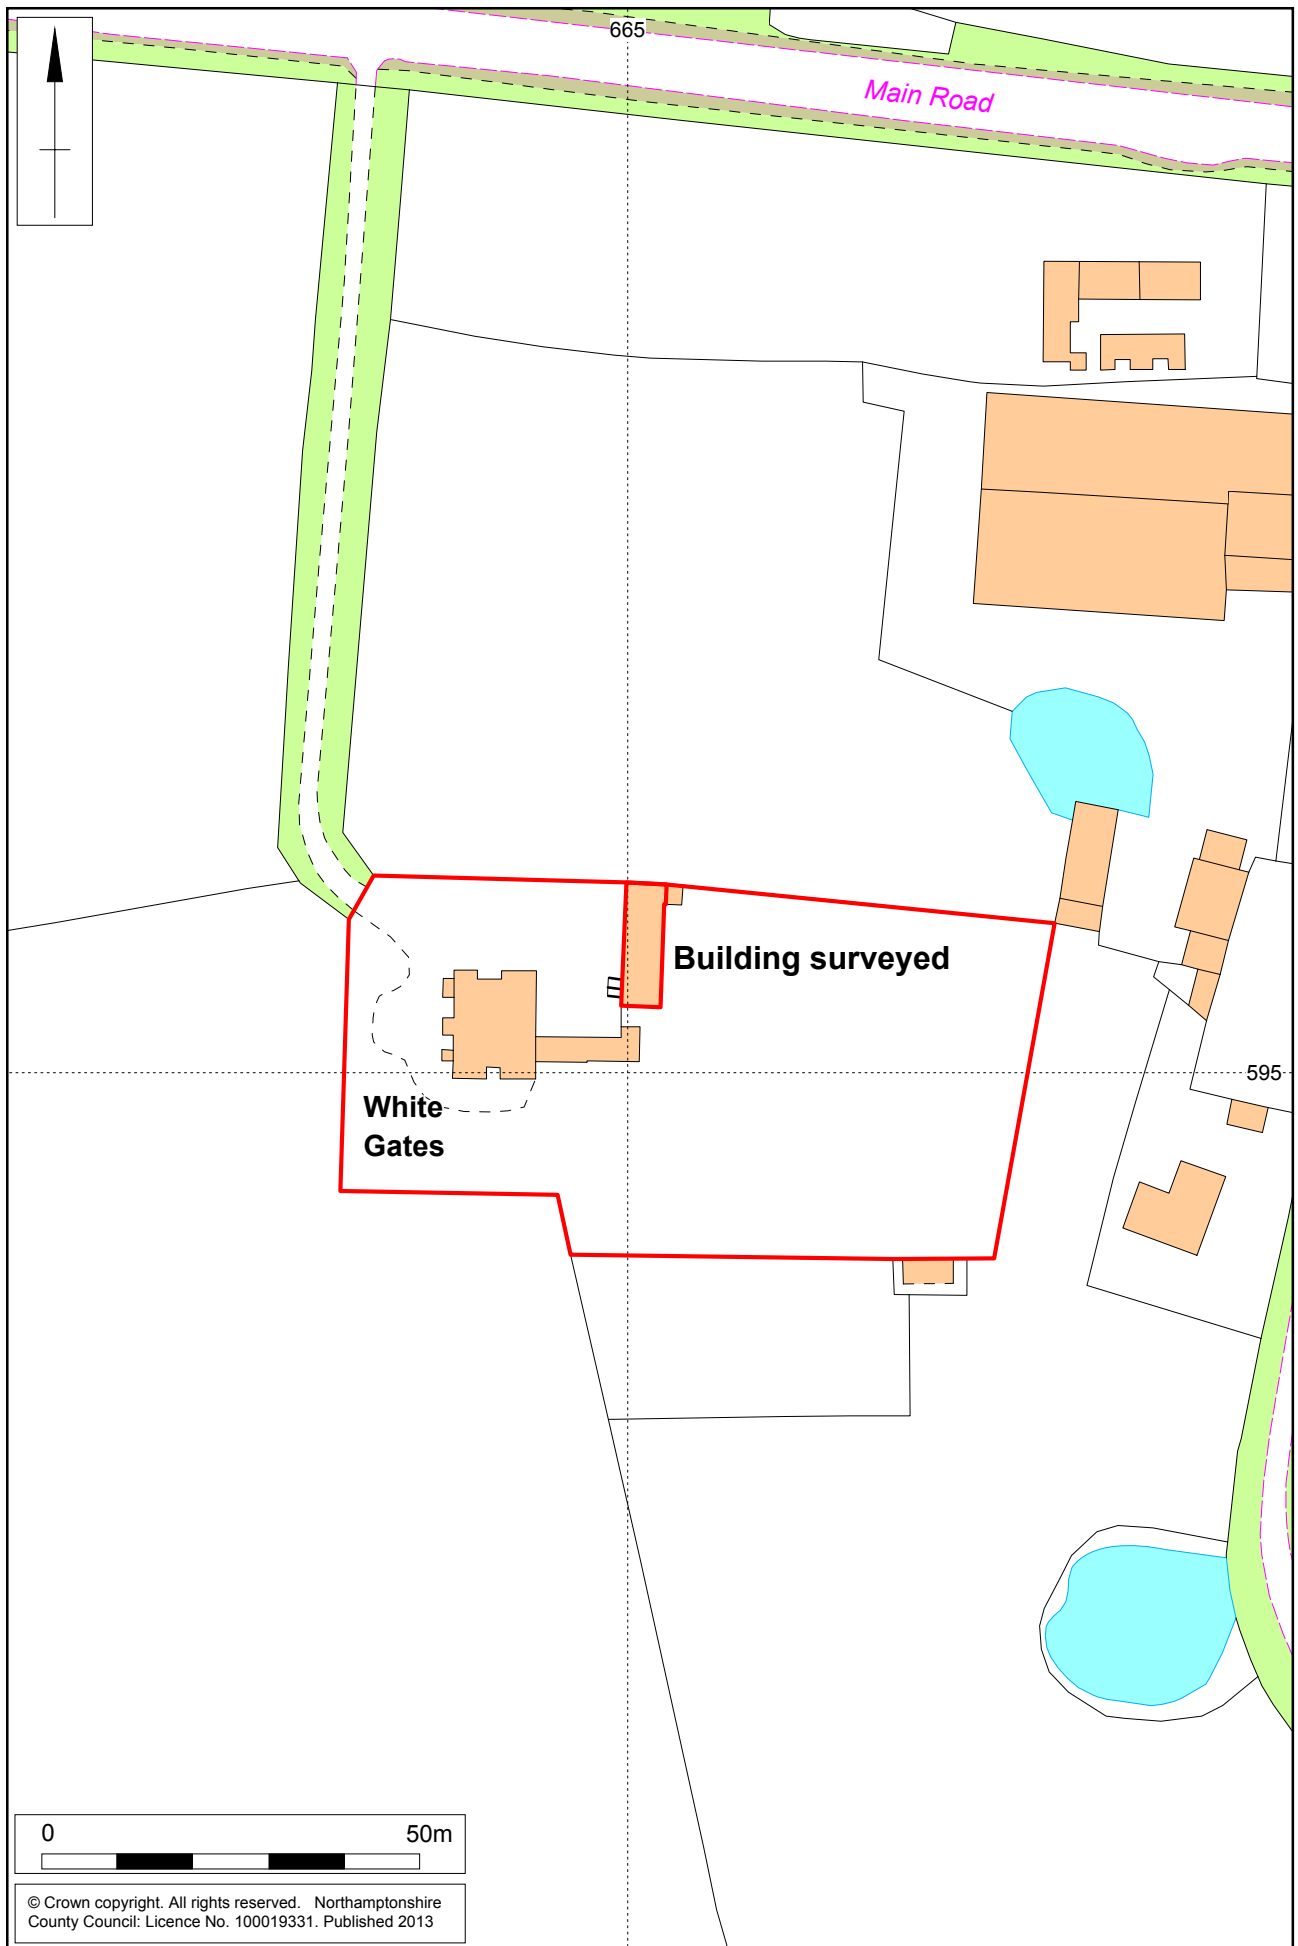 665
Main Road
Building surveyed
595
White
Gates
0 50m
© Crown copyright. All rights reserved. Northamptonshire
County Council: Licence No. 100019331. Published 2013